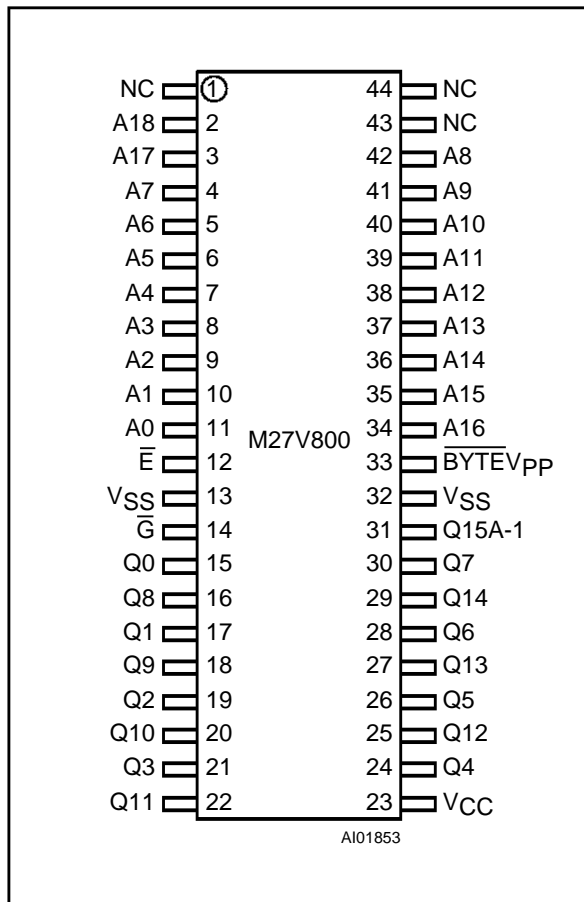 NC 1 44 NC
A18 2 43 NC
A17 3 42 A8
A7 4 41 A9
A6 5 40 A10
A5 6 39 A11
A4 7 38 A12
A3 8 37 A13
A2 9 36 A14
A1 10 35 A15
A0 11 34 A16
M27V800
E̅ 12 33 B̅Y̅T̅E̅VPP
VSS 13 32 VSS
G̅ 14 31 Q15A-1
Q0 15 30 Q7
Q8 16 29 Q14
Q1 17 28 Q6
Q9 18 27 Q13
Q2 19 26 Q5
Q10 20 25 Q12
Q3 21 24 Q4
Q11 22 23 VCC
AI01853